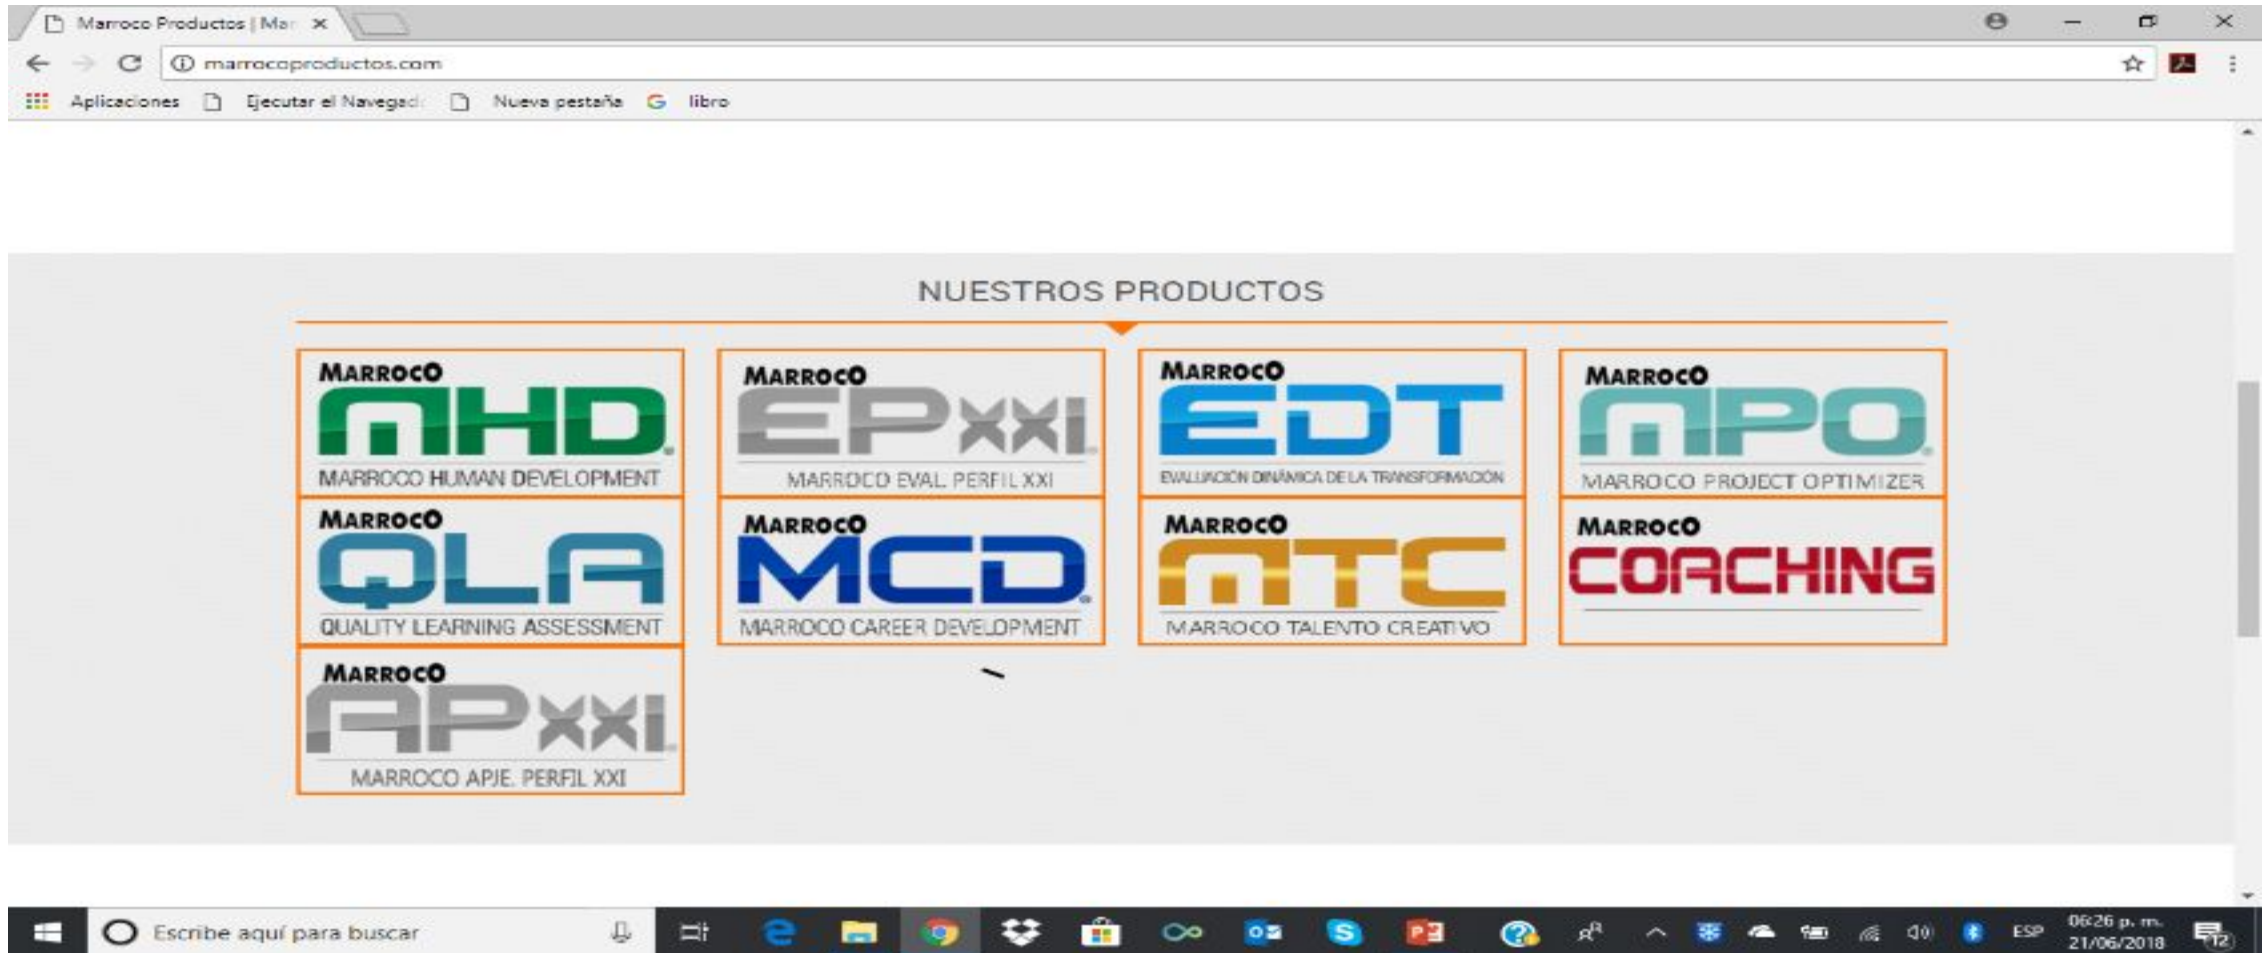 Marroco Productos | Mar
marrocoproductos.com
Aplicaciones Ejecutar el Navegad Nueva pestaña libro
NUESTROS PRODUCTOS
MARROCO
MHD
MARROCO HUMAN DEVELOPMENT
MARROCO
EPXXI
MARROCO EVAL. PERFIL XXI
MARROCO
EDT
EVALUACIÓN DINÁMICA DE LA TRANSFORMACIÓN
MARROCO
MPO
MARROCO PROJECT OPTIMIZER
MARROCO
QLA
QUALITY LEARNING ASSESSMENT
MARROCO
MCD
MARROCO CAREER DEVELOPMENT
MARROCO
MTC
MARROCO TALENTO CREATIVO
MARROCO
COACHING
MARROCO
APXXI
MARROCO APJE. PERFIL XXI
Escribe aquí para buscar
ESP
06:26 p. m.
21/06/2018
12